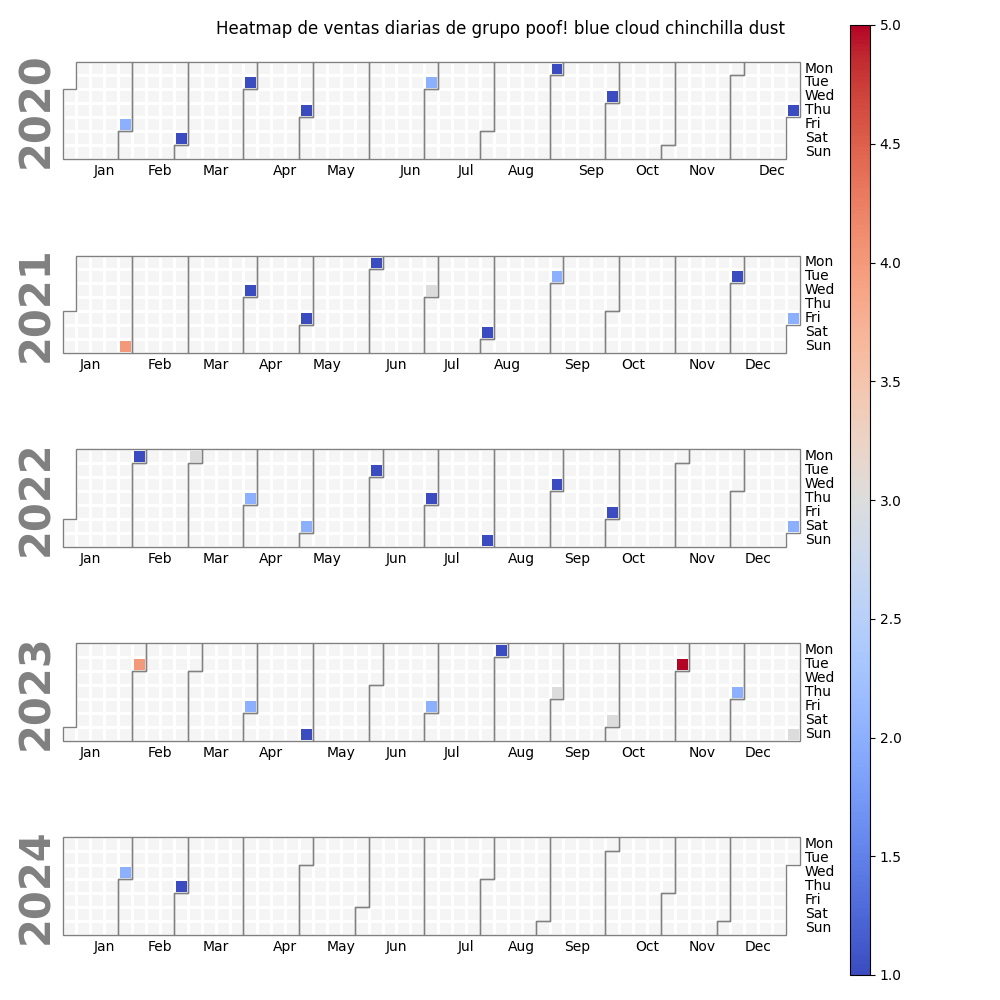 Heatmap de ventas diarias de grupo poof! blue cloud chinchilla dust
2020
Mon
Tue
Wed
Thu
Fri
Sat
Sun
Jan Feb Mar Apr May Jun Jul Aug Sep Oct Nov Dec
2021
Mon
Tue
Wed
Thu
Fri
Sat
Sun
Jan Feb Mar Apr May Jun Jul Aug Sep Oct Nov Dec
2022
Mon
Tue
Wed
Thu
Fri
Sat
Sun
Jan Feb Mar Apr May Jun Jul Aug Sep Oct Nov Dec
2023
Mon
Tue
Wed
Thu
Fri
Sat
Sun
Jan Feb Mar Apr May Jun Jul Aug Sep Oct Nov Dec
2024
Mon
Tue
Wed
Thu
Fri
Sat
Sun
Jan Feb Mar Apr May Jun Jul Aug Sep Oct Nov Dec
5.0
4.5
4.0
3.5
3.0
2.5
2.0
1.5
1.0